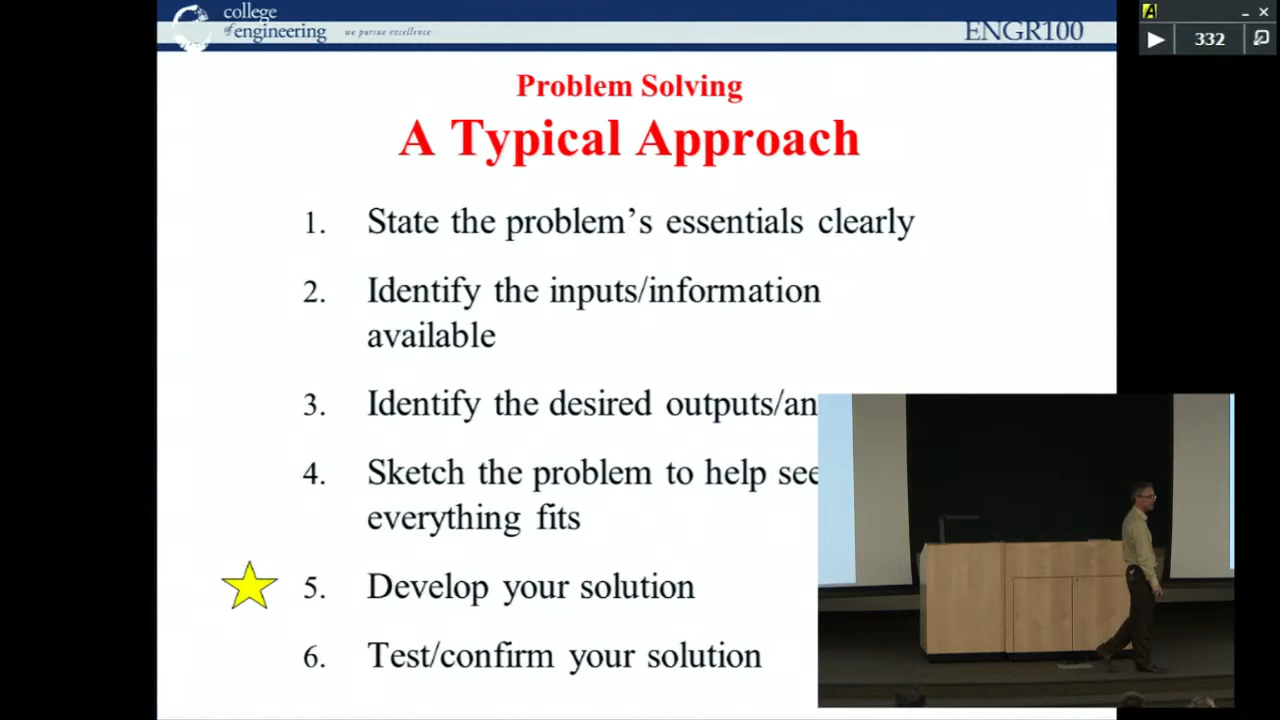 college
of engineering
we pursue excellence
ENGR100
A
332
Problem Solving
A Typical Approach
1. State the problem's essentials clearly
2. Identify the inputs/information
available
3. Identify the desired outputs/an
4. Sketch the problem to help see
everything fits
5. Develop your solution
6. Test/confirm your solution